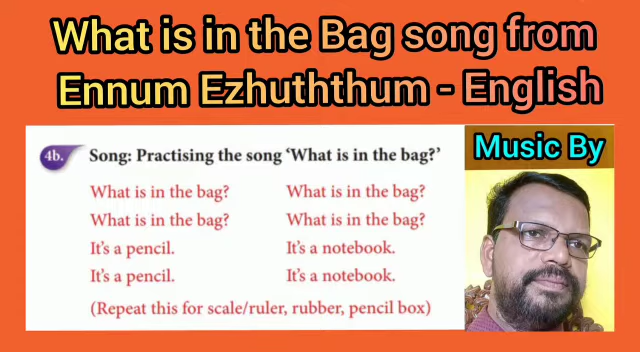 What is in the Bag song from
Ennum Ezhuththum - English
4b. Song: Practising the song ‘What is in the bag?’
Music By
What is in the bag? What is in the bag?
What is in the bag? What is in the bag?
It's a pencil. It's a notebook.
It's a pencil. It's a notebook.
(Repeat this for scale/ruler, rubber, pencil box)